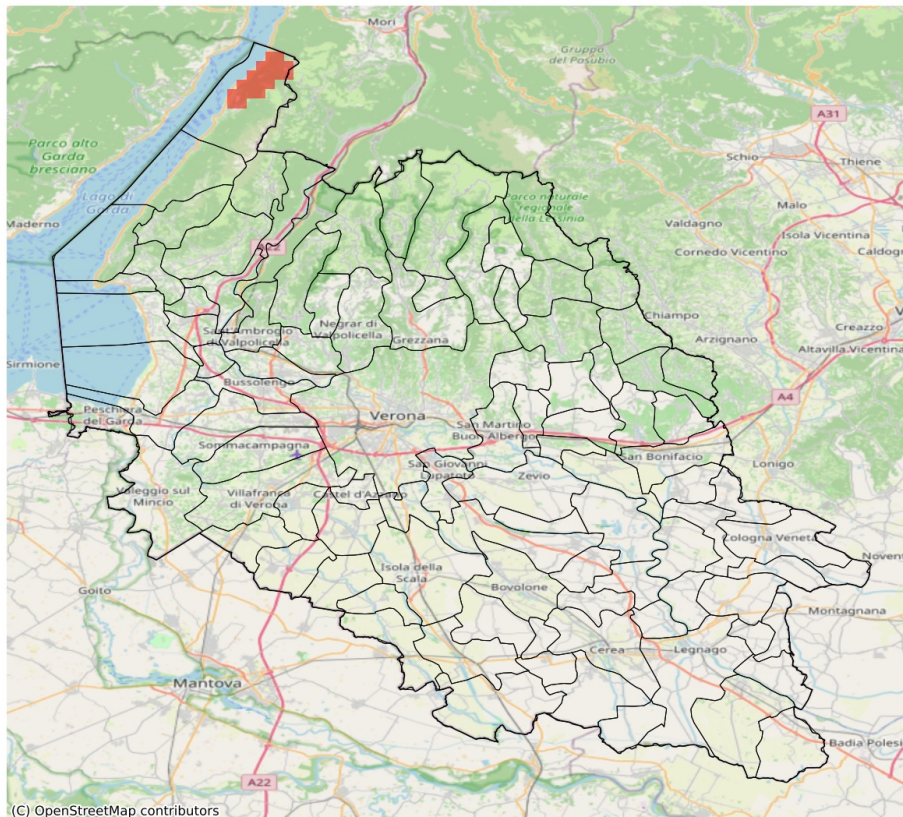 Mori
Gruppo
del Pasubio
A31
Parco alto
Garda
bresciano
Schio
Thiene
Lago di
Garda
Malo
Maderno
Parco naturale
regionale
della Lessinia
Valdagno
Isola Vicentina
Cornedo Vicentino
Caldogn
A22
Chiampo
Sant'Ambrogio
di Valpolicella
Negrar di
Valpolicella
Grezzana
Arzignano
Creazzo
Altavilla Vicentina
Sirmione
Bussolengo
A4
Peschiera
del Garda
Verona
San Martino
Buon Albergo
Sommacampagna
San Giovanni
Lupatoto
Zevio
San Bonifacio
Lonigo
Valeggio sul
Mincio
Villafranca
di Verona
Castel d'Azzano
Cologna Veneta
Novent
Isola della
Scala
Goito
Bovolone
Montagnana
Cerea
Legnago
Mantova
Badia Polesi
A22
(C) OpenStreetMap contributors